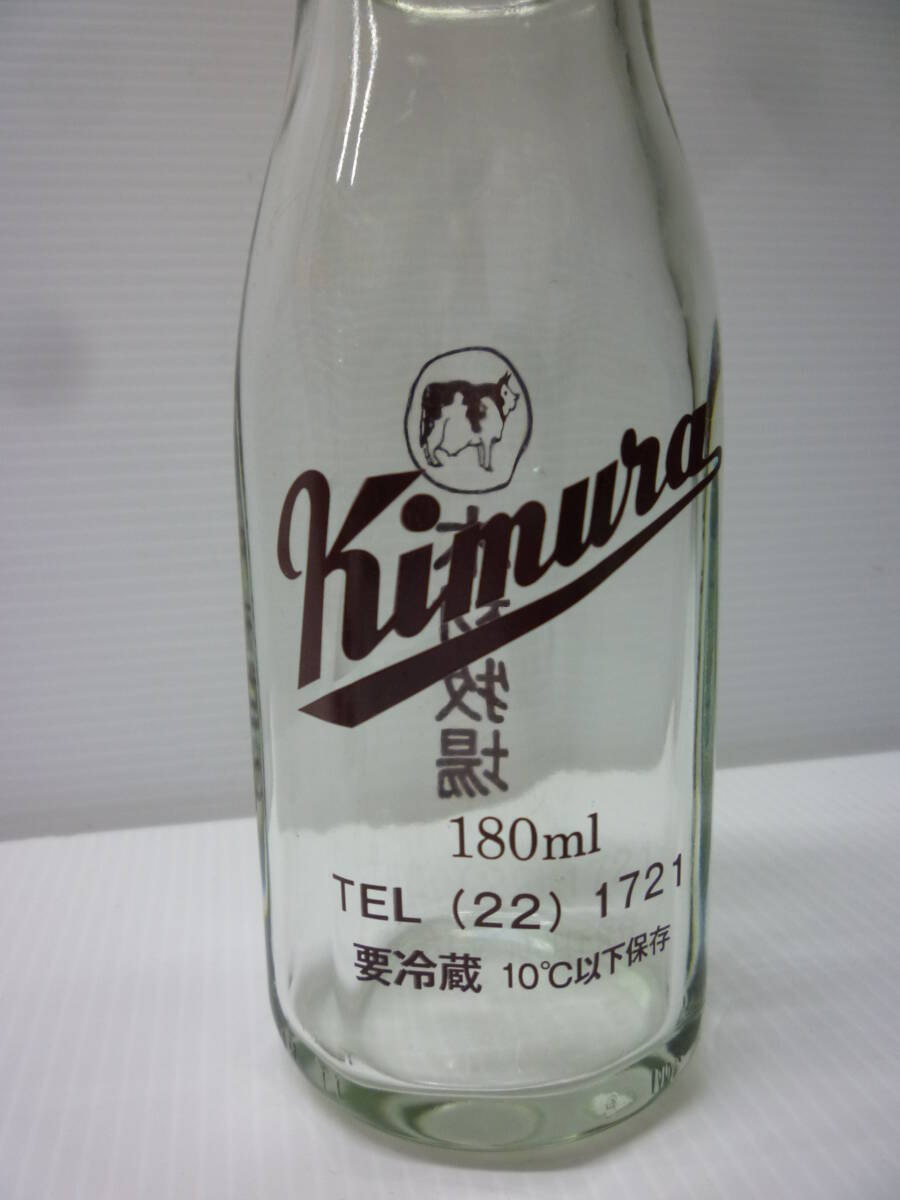 Kimura
牧場
180ml
TEL (22) 1721
要冷蔵 10℃以下保存